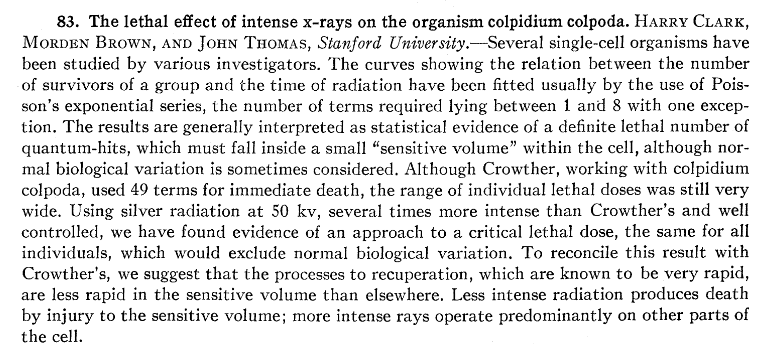 83. The lethal effect of intense x-rays on the organism colpidium colpoda. HARRY CLARK,
MORDEN BROWN, AND JOHN THOMAS, Stanford University.—Several single-cell organisms have
been studied by various investigators. The curves showing the relation between the number
of survivors of a group and the time of radiation have been fitted usually by the use of Pois-
son's exponential series, the number of terms required lying between 1 and 8 with one excep-
tion. The results are generally interpreted as statistical evidence of a definite lethal number of
quantum-hits, which must fall inside a small “sensitive volume” within the cell, although nor-
mal biological variation is sometimes considered. Although Crowther, working with colpidium
colpoda, used 49 terms for immediate death, the range of individual lethal doses was still very
wide. Using silver radiation at 50 kv, several times more intense than Crowther's and well
controlled, we have found evidence of an approach to a critical lethal dose, the same for all
individuals, which would exclude normal biological variation. To reconcile this result with
Crowther's, we suggest that the processes to recuperation, which are known to be very rapid,
are less rapid in the sensitive volume than elsewhere. Less intense radiation produces death
by injury to the sensitive volume; more intense rays operate predominantly on other parts of
the cell.